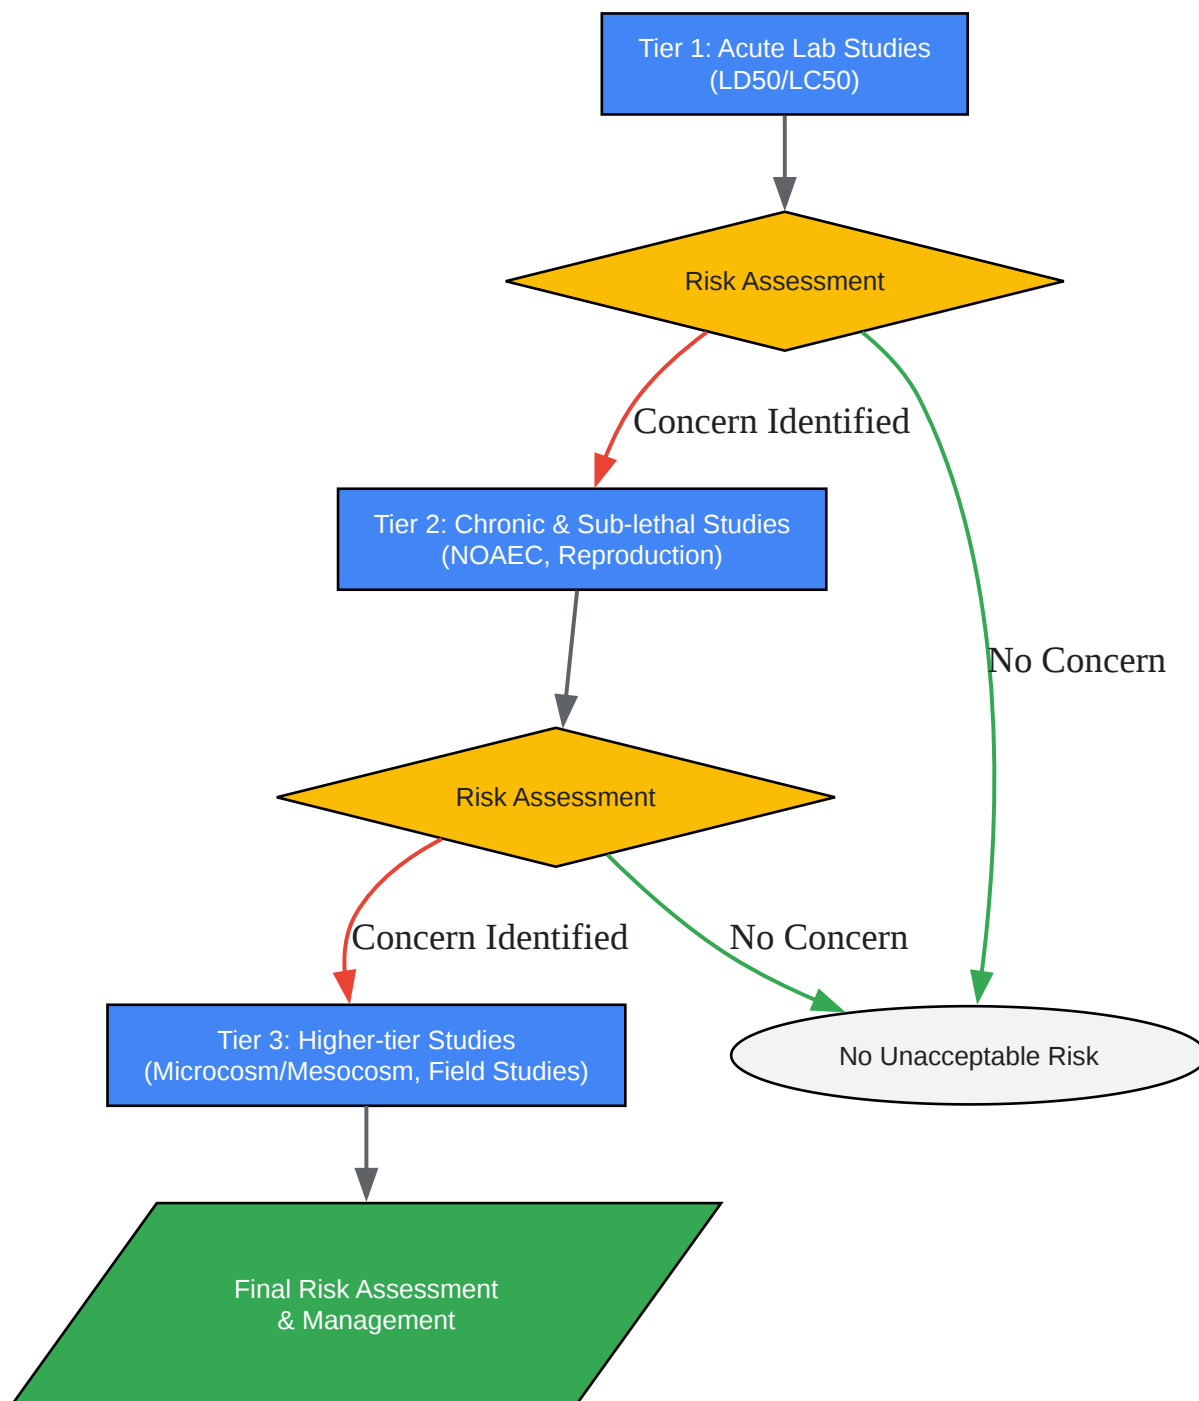 Tier 1: Acute Lab Studies
(LD50/LC50)
Risk Assessment
Concern Identified
Tier 2: Chronic & Sub-lethal Studies
(NOAEC, Reproduction)
No Concern
Risk Assessment
Concern Identified
No Concern
Tier 3: Higher-tier Studies
(Microcosm/Mesocosm, Field Studies)
No Unacceptable Risk
Final Risk Assessment
& Management